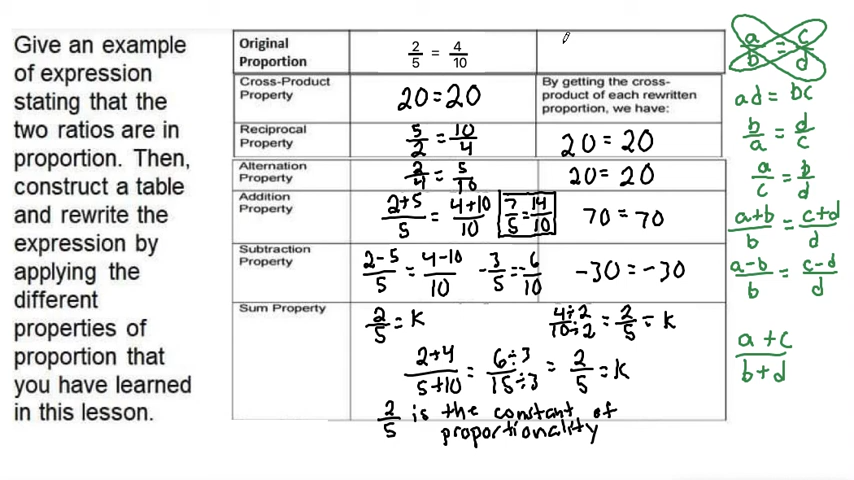 Give an example
of expression
stating that the
two ratios are in
proportion. Then,
construct a table
and rewrite the
expression by
applying the
different
properties of
proportion that
you have learned
in this lesson.
Original
Proportion
2/5 = 4/10
Cross-Product
Property
20 = 20
By getting the cross-
product of each rewritten
proportion, we have:
Reciprocal
Property
5/2 = 10/4
20 = 20
Alternation
Property
2/4 = 5/10
20 = 20
Addition
Property
2+5/5 = 4+10/10
7/5 = 14/10
70 = 70
Subtraction
Property
2-5/5 = 4-10/10
-3/5 = -6/10
-30 = -30
Sum Property
2/5 = K
4÷2/10÷2 = 2/5 = K
2+4/5+10 = 6÷3/15÷3 = 2/5 = K
2/5 is the constant of
proportionality
a/b = c/d
ad = bc
b/a = d/c
a/c = b/d
a+b/b = c+d/d
a-b/b = c-d/d
a+c/b+d